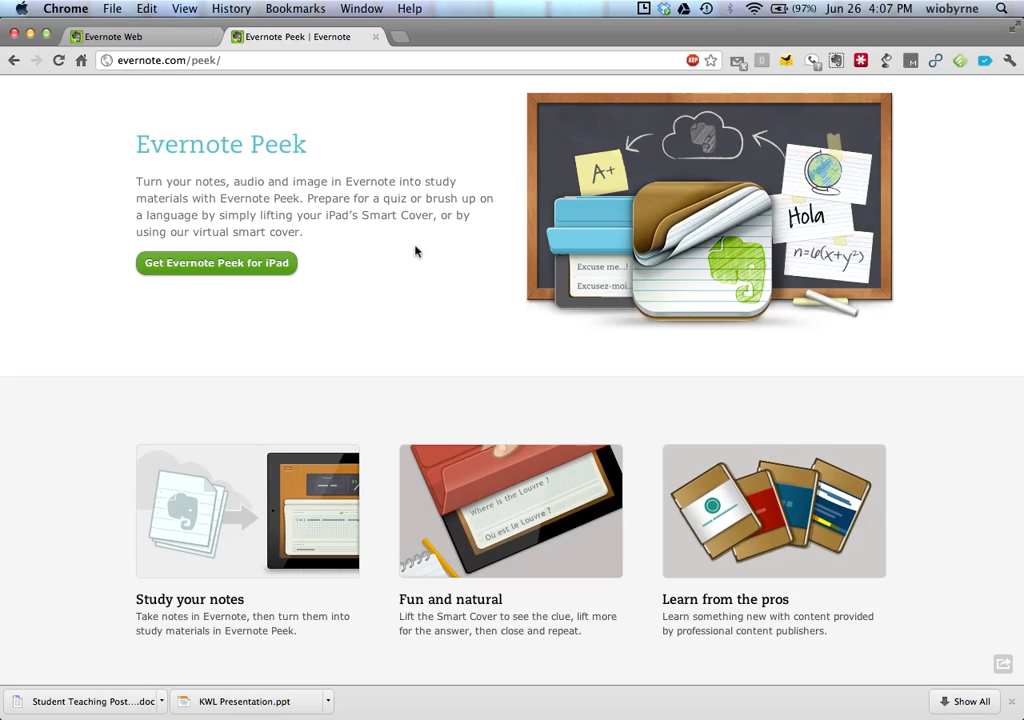 Chrome File Edit View History Bookmarks Window Help (97%) Jun 26 4:07 PM wiobyrne
Evernote Web
Evernote Peek | Evernote
evernote.com/peek/
Evernote Peek
Turn your notes, audio and image in Evernote into study
materials with Evernote Peek. Prepare for a quiz or brush up on
a language by simply lifting your iPad's Smart Cover, or by
using our virtual smart cover.
Get Evernote Peek for iPad
A+
Hola
n=6(x+y²)
Excuse me...!
Excusez-moi...
Where is the Louvre ?
Où est le Louvre ?
Study your notes
Take notes in Evernote, then turn them into
study materials in Evernote Peek.
Fun and natural
Lift the Smart Cover to see the clue, lift more
for the answer, then close and repeat.
Learn from the pros
Learn something new with content provided
by professional content publishers.
Student Teaching Post....doc
KWL Presentation.ppt
Show All